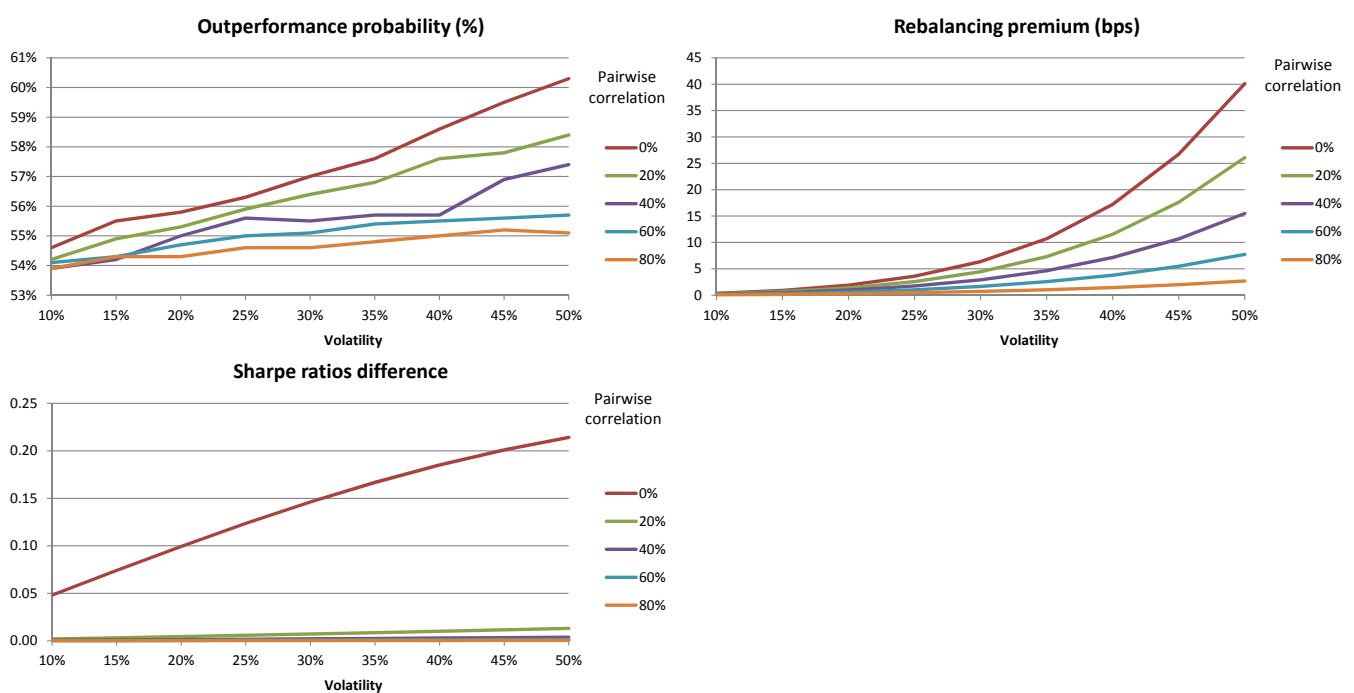 Outperformance probability (%)
61%
60%
59%
58%
57%
56%
55%
54%
53%
10% 15% 20% 25% 30% 35% 40% 45% 50%
Volatility
Pairwise
correlation
0%
20%
40%
60%
80%
Rebalancing premium (bps)
45
40
35
30
25
20
15
10
5
0
10% 15% 20% 25% 30% 35% 40% 45% 50%
Volatility
Pairwise
correlation
0%
20%
40%
60%
80%
Sharpe ratios difference
0.25
0.20
0.15
0.10
0.05
0.00
10% 15% 20% 25% 30% 35% 40% 45% 50%
Volatility
Pairwise
correlation
0%
20%
40%
60%
80%